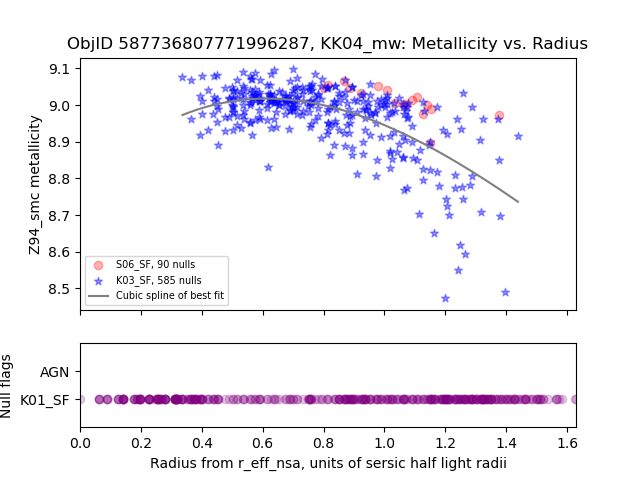 ObjID 587736807771996287, KK04_mw: Metallicity vs. Radius
Z94_smc metallicity
9.1
9.0
8.9
8.8
8.7
8.6
8.5
S06_SF, 90 nulls
K03_SF, 585 nulls
Cubic spline of best fit
Null flags
AGN
K01_SF
0.0 0.2 0.4 0.6 0.8 1.0 1.2 1.4 1.6
Radius from r_eff_nsa, units of sersic half light radii